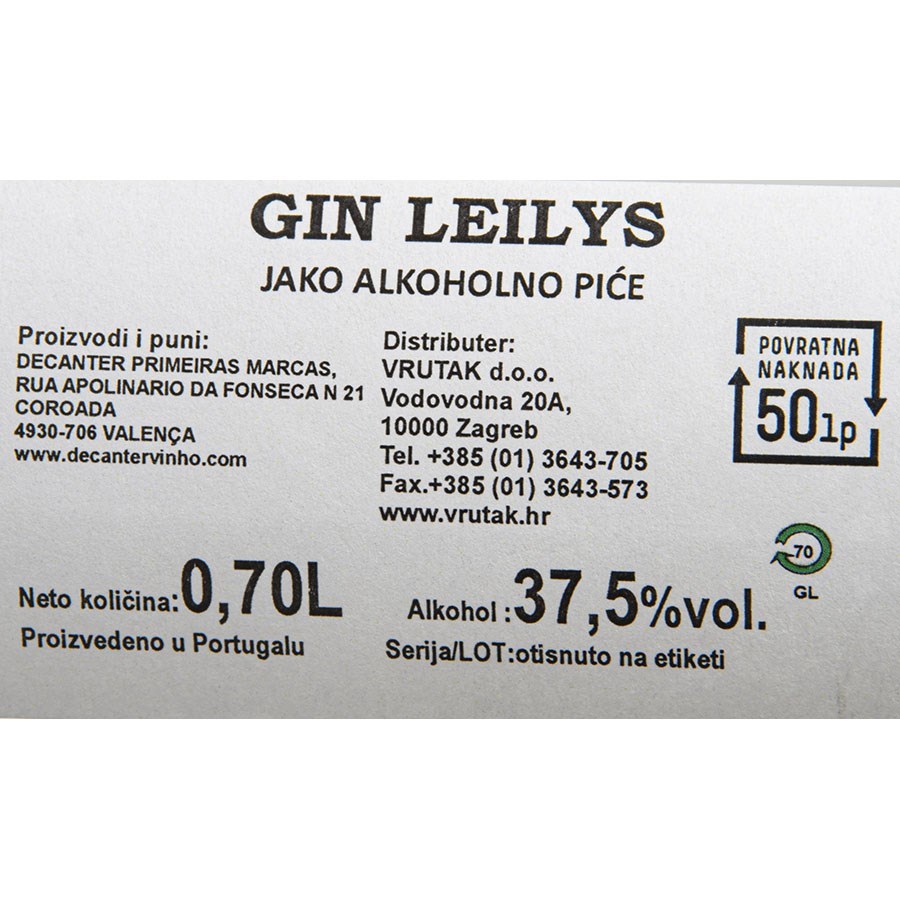 GIN LEILYS
JAKO ALKOHOLNO PIĆE
Proizvodi i puni:
DECANTER PRIMEIRAS MARCAS,
RUA APOLINARIO DA FONSECA N 21
COROADA
4930-706 VALENÇA
www.decantervinho.com
Distributer:
VRUTAK d.o.o.
Vodovodna 20A,
10000 Zagreb
Tel. +385 (01) 3643-705
Fax.+385 (01) 3643-573
www.vrutak.hr
POVRATNA
NAKNADA
50lp
70
GL
Neto količina:0,70L
Proizvedeno u Portugalu
Alkohol :37,5%vol.
Serija/LOT:otisnuto na etiketi